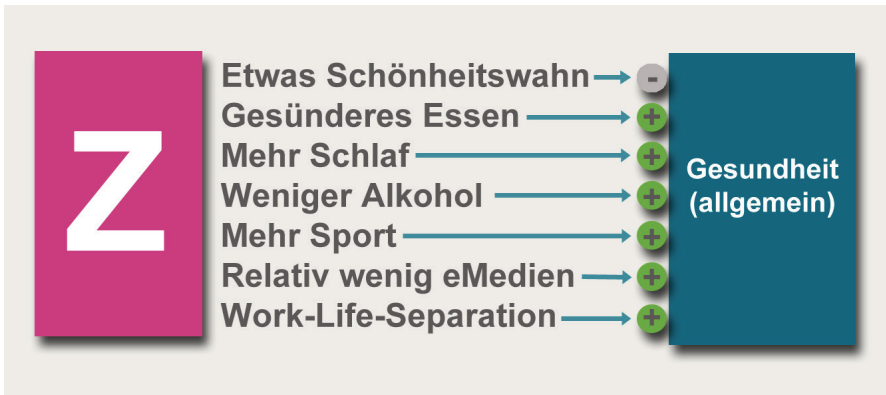 Z
Etwas Schönheitswahn
-
Gesünderes Essen
+
Mehr Schlaf
+
Weniger Alkohol
+
Mehr Sport
+
Relativ wenig eMedien
+
Work-Life-Separation
+
Gesundheit
(allgemein)